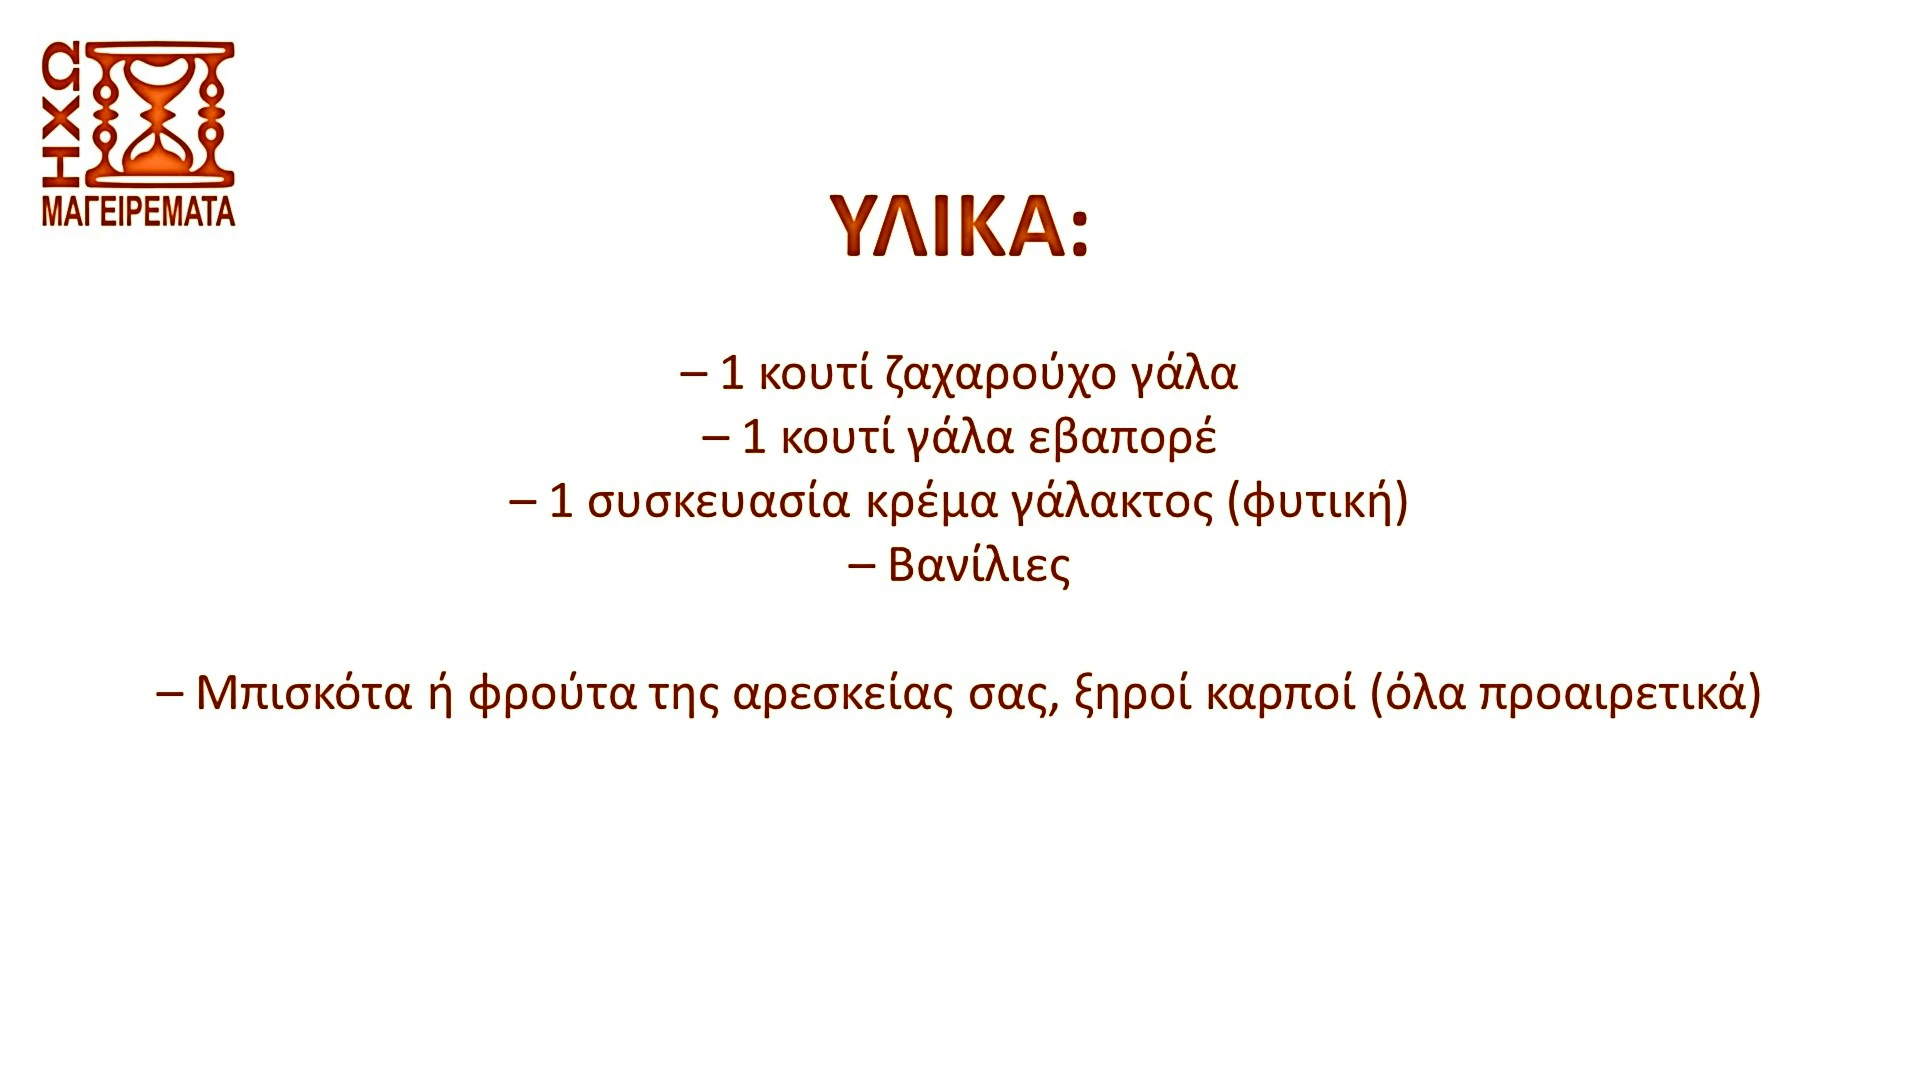 ΗΧΩ
ΜΑΓΕΙΡΕΜΑΤΑ
ΥΛΙΚΑ:
– 1 κουτί ζαχαρούχο γάλα
– 1 κουτί γάλα εβαπορέ
– 1 συσκευασία κρέμα γάλακτος (φυτική)
– Βανίλιες
– Μπισκότα ή φρούτα της αρεσκείας σας, ξηροί καρποί (όλα προαιρετικά)